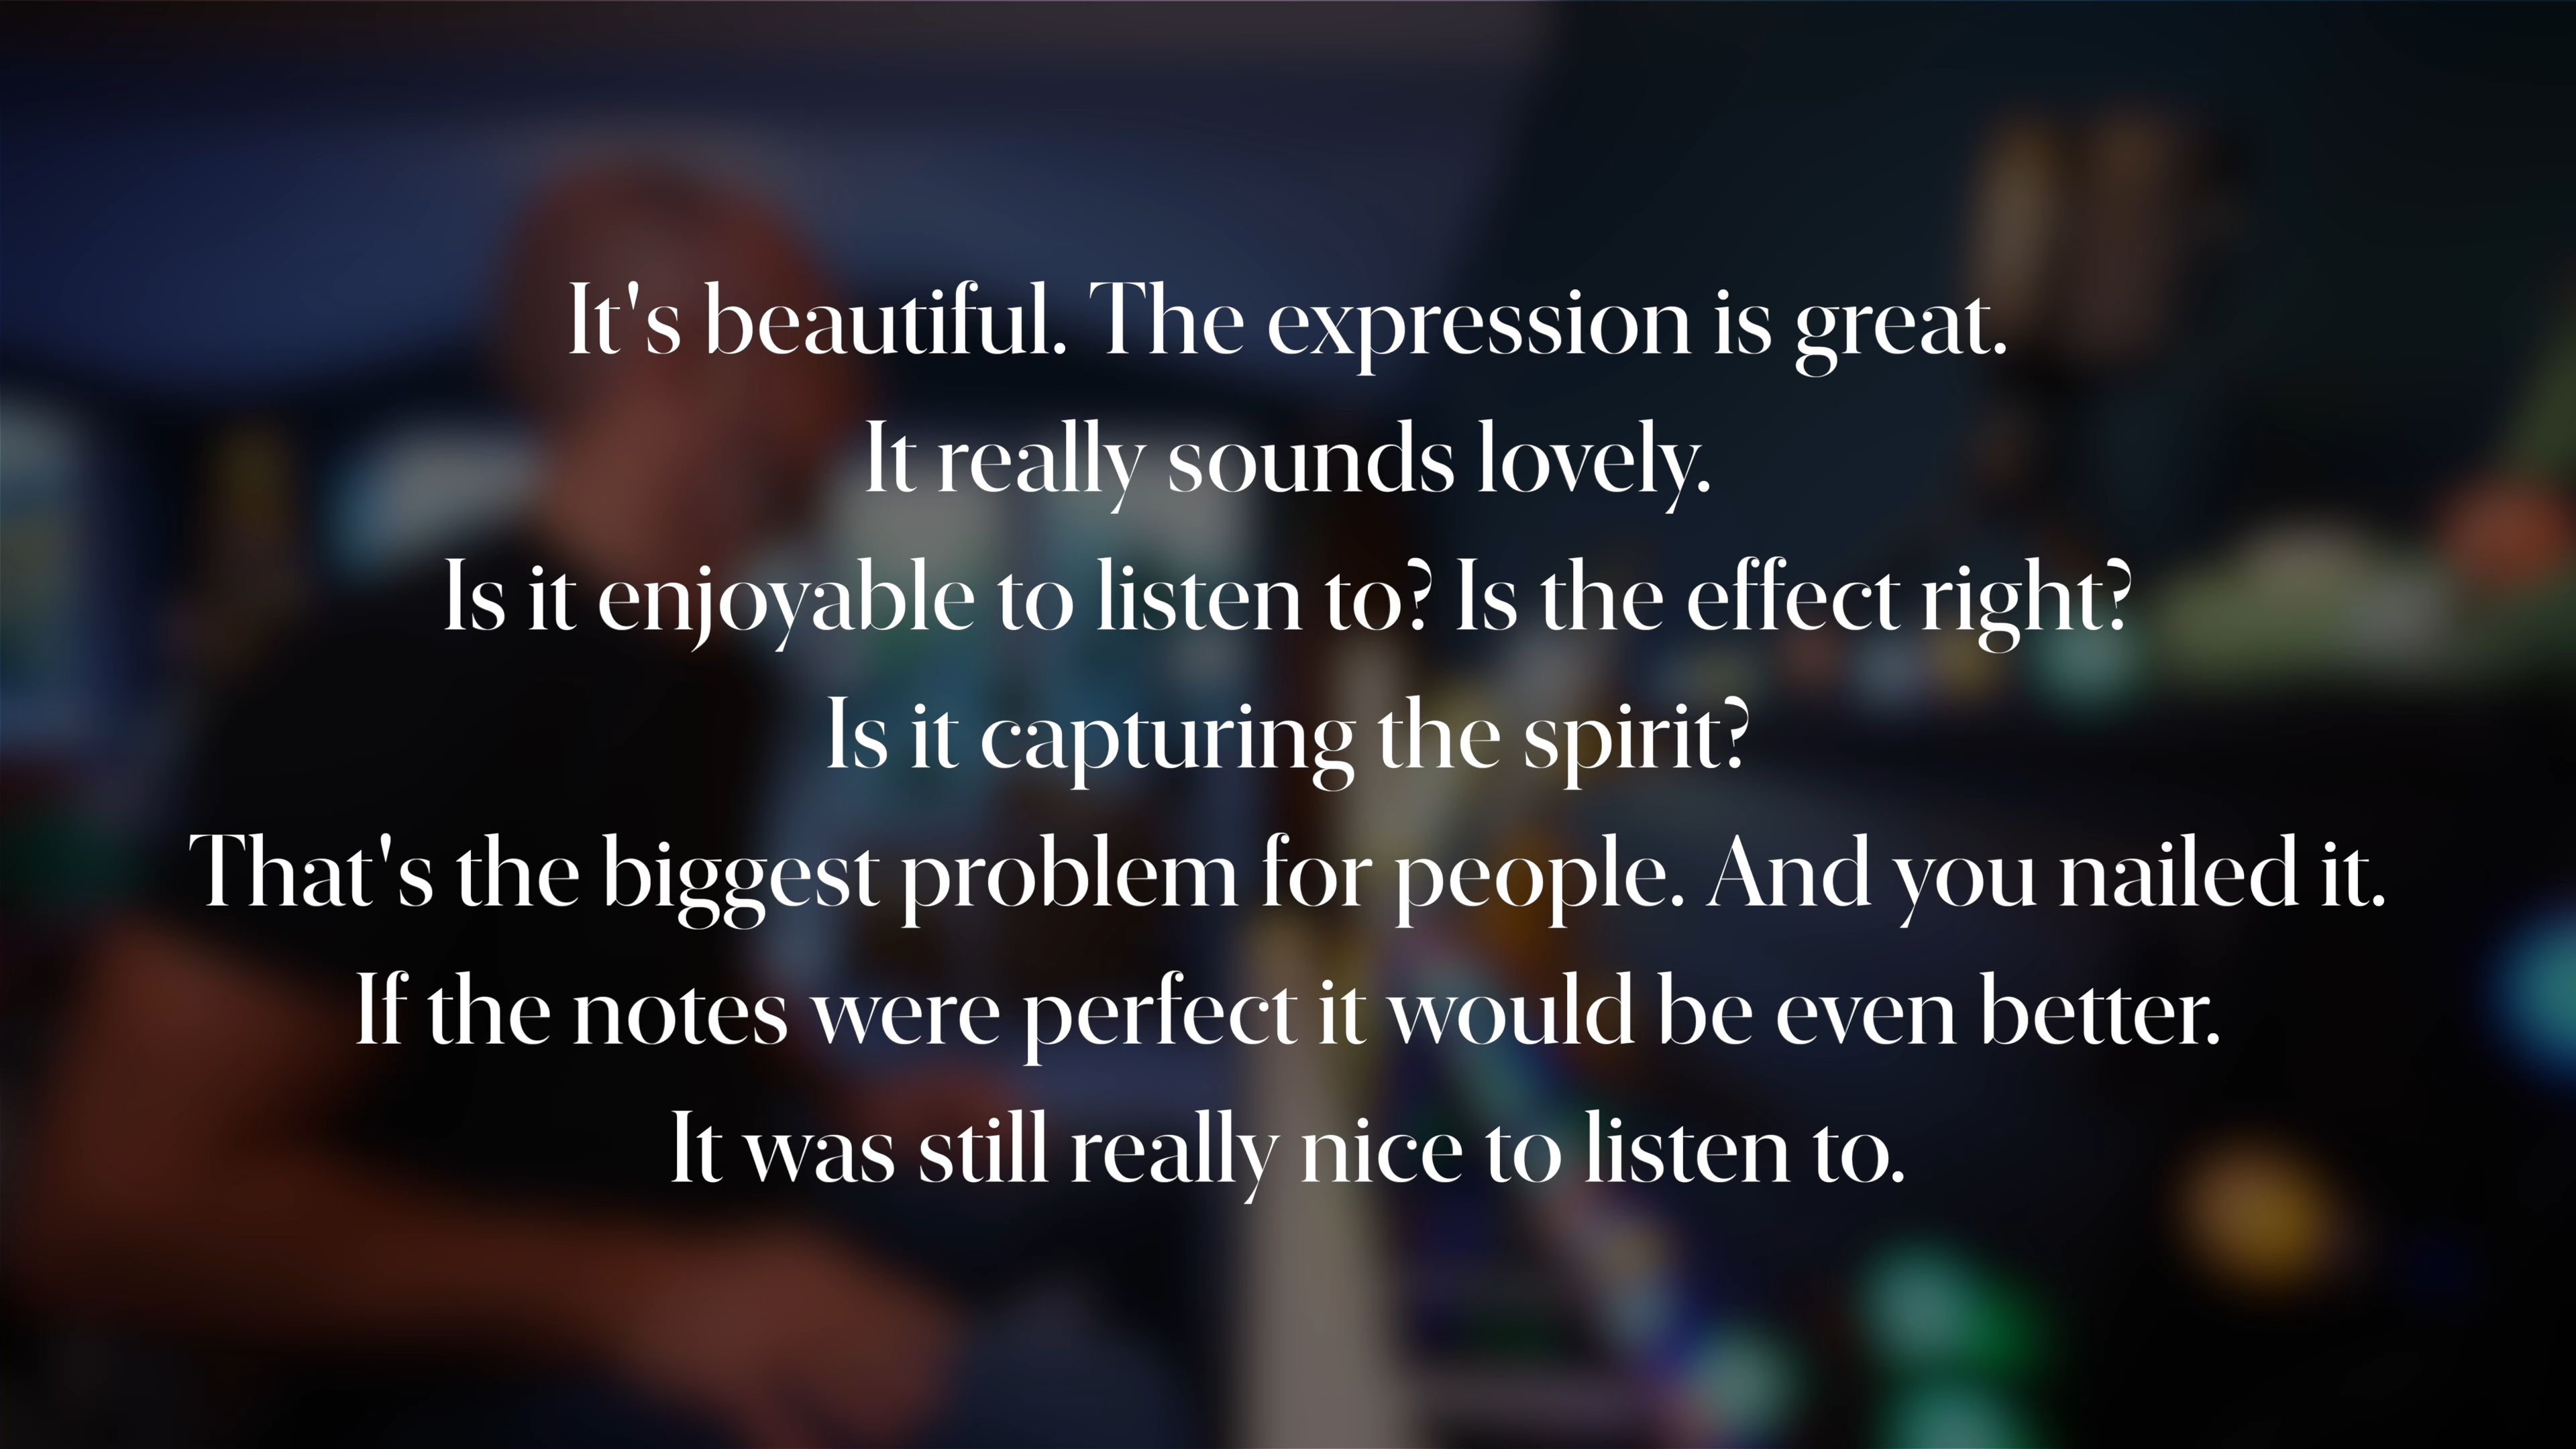 It's beautiful. The expression is great.
It really sounds lovely.
Is it enjoyable to listen to? Is the effect right?
Is it capturing the spirit?
That's the biggest problem for people. And you nailed it.
If the notes were perfect it would be even better.
It was still really nice to listen to.